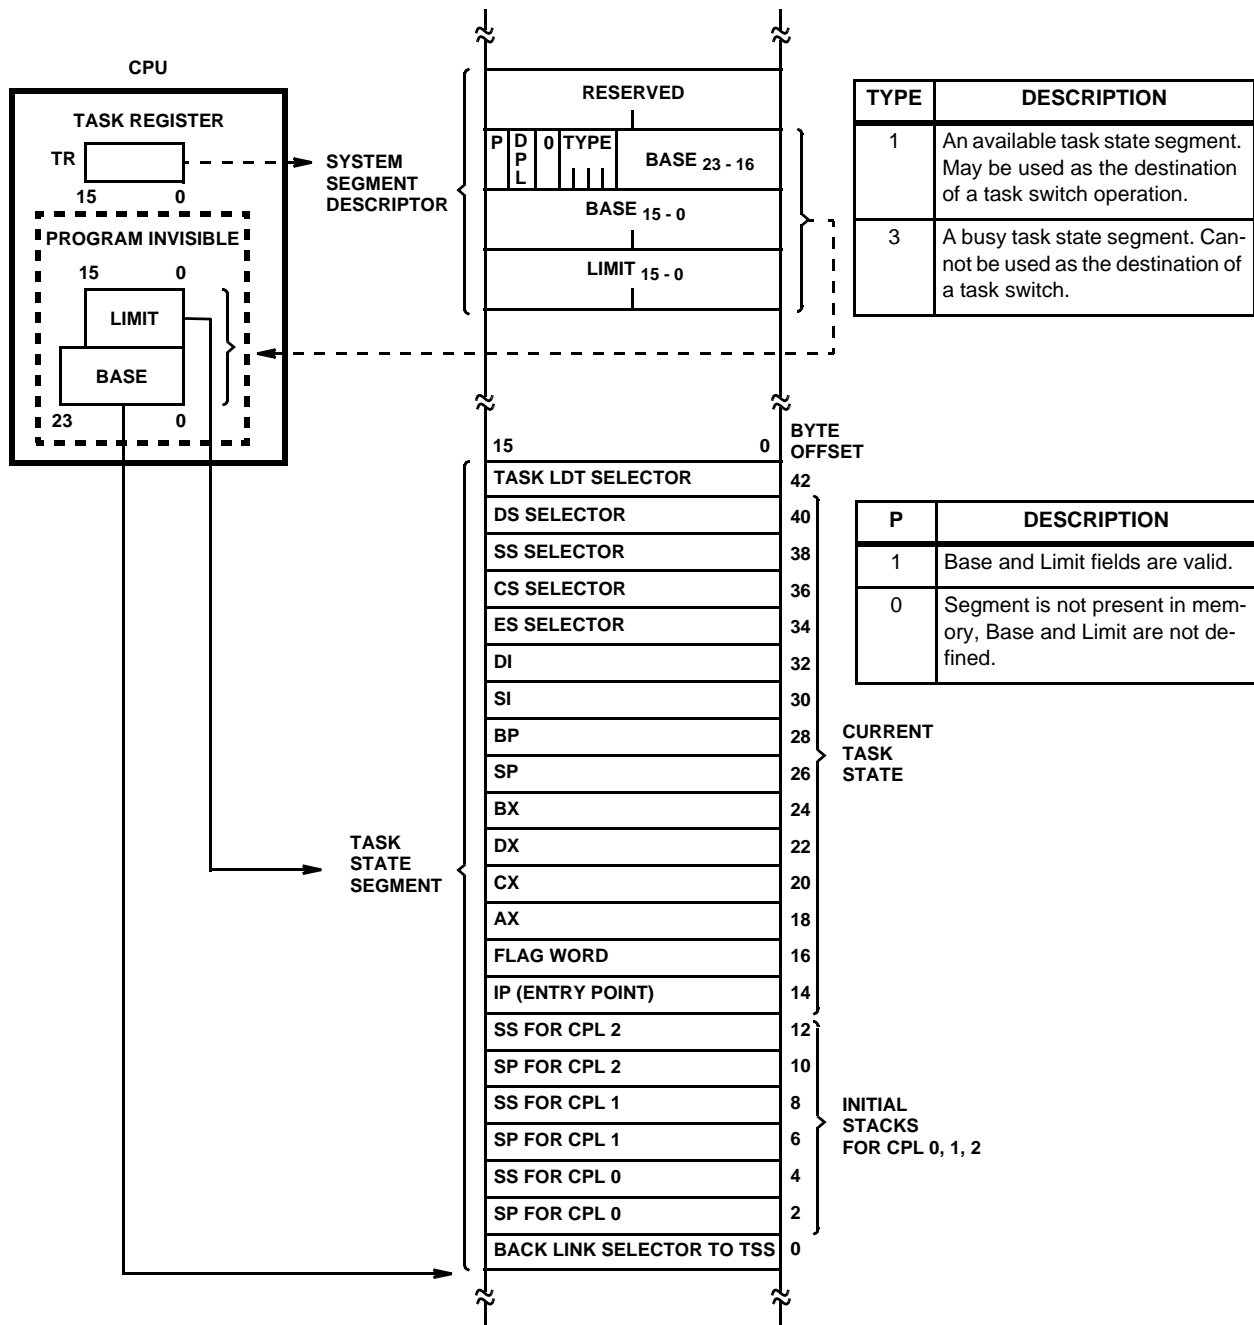 CPU
TASK REGISTER
TR
15 0
PROGRAM INVISIBLE
15 0
LIMIT
BASE
23 0
SYSTEM
SEGMENT
DESCRIPTOR
RESERVED
P DPL 0 TYPE BASE 23 - 16
BASE 15 - 0
LIMIT 15 - 0
TYPE DESCRIPTION
1 An available task state segment.
May be used as the destination
of a task switch operation.
3 A busy task state segment. Can-
not be used as the destination of
a task switch.
15 0
BYTE
OFFSET
TASK LDT SELECTOR 42
DS SELECTOR 40
SS SELECTOR 38
CS SELECTOR 36
ES SELECTOR 34
DI 32
SI 30
BP 28
SP 26
BX 24
DX 22
CX 20
AX 18
FLAG WORD 16
IP (ENTRY POINT) 14
SS FOR CPL 2 12
SP FOR CPL 2 10
SS FOR CPL 1 8
SP FOR CPL 1 6
SS FOR CPL 0 4
SP FOR CPL 0 2
BACK LINK SELECTOR TO TSS 0
TASK
STATE
SEGMENT
CURRENT
TASK
STATE
INITIAL
STACKS
FOR CPL 0, 1, 2
P DESCRIPTION
1 Base and Limit fields are valid.
0 Segment is not present in mem-
ory, Base and Limit are not de-
fined.